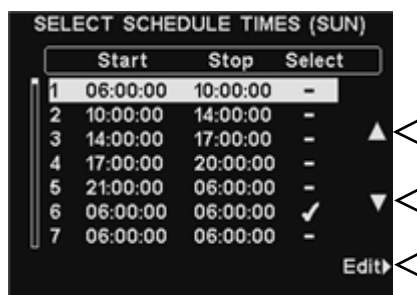 SELECT SCHEDULE TIMES (SUN)
Start Stop Select
1 06:00:00 10:00:00 -
2 10:00:00 14:00:00 -
3 14:00:00 17:00:00 -
4 17:00:00 20:00:00 -
5 21:00:00 06:00:00 -
6 06:00:00 06:00:00 ✓
7 06:00:00 06:00:00 -
Edit